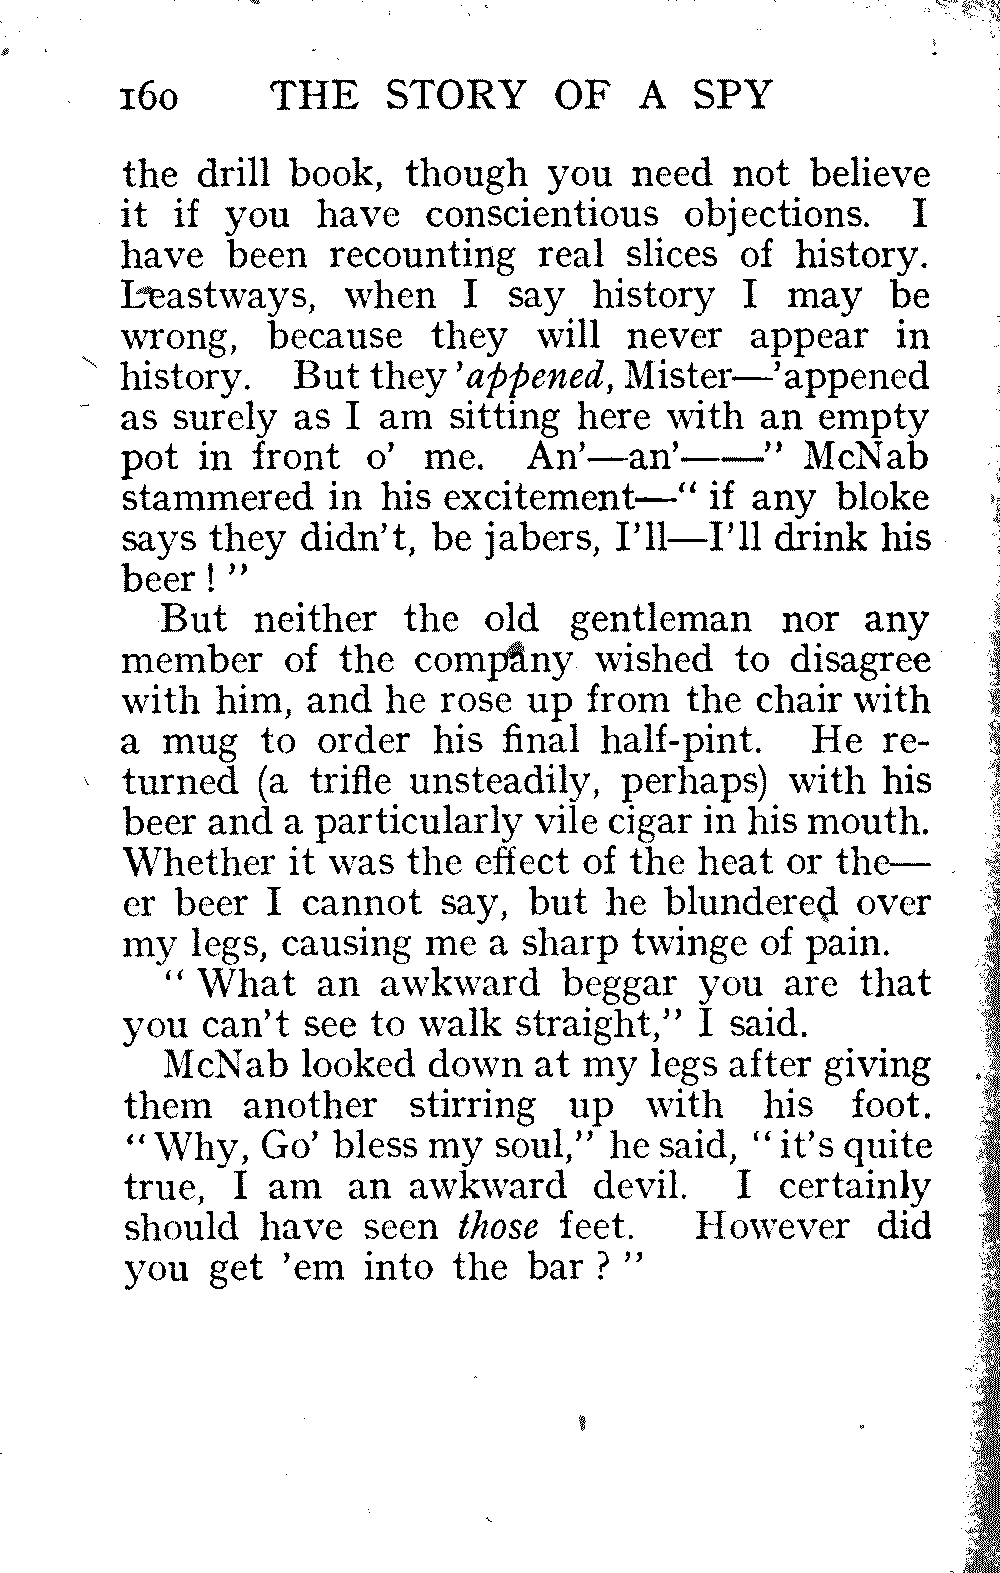 160 THE STORY OF A SPY
the drill book, though you need not believe
it if you have conscientious objections. I
have been recounting real slices of history.
Leastways, when I say history I may be
wrong, because they will never appear in
history. But they 'appened, Mister—'appened
as surely as I am sitting here with an empty
pot in front o' me. An'—an'——" McNab
stammered in his excitement—" if any bloke
says they didn't, be jabers, I'll—I'll drink his
beer ! "
But neither the old gentleman nor any
member of the company wished to disagree
with him, and he rose up from the chair with
a mug to order his final half-pint. He re-
turned (a trifle unsteadily, perhaps) with his
beer and a particularly vile cigar in his mouth.
Whether it was the effect of the heat or the—
er beer I cannot say, but he blundered over
my legs, causing me a sharp twinge of pain.
" What an awkward beggar you are that
you can't see to walk straight," I said.
McNab looked down at my legs after giving
them another stirring up with his foot.
" Why, Go' bless my soul," he said, " it's quite
true, I am an awkward devil. I certainly
should have seen those feet. However did
you get 'em into the bar ? "